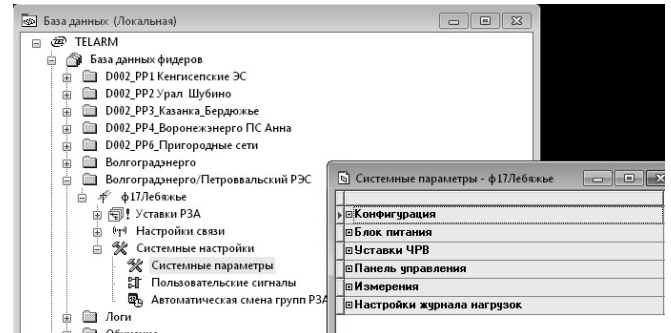 База данных (Локальная)
TELARM
База данных фидеров
D002_PP1 Кенгисепские ЭС
D002_PP2 Урал Шубино
D002_PP3_Казанка_Бердюжье
D002_PP4_Воронежэнерго ПС Анна
D002_PP6_Пригородные сети
Волгоградэнерго
Волгоградэнерго/Петроввальский РЭС
ф17Лебяжье
Уставки РЗА
Настройки связи
Системные настройки
Системные параметры
Пользовательские сигналы
Автоматическая смена групп РЗА
Логи
Системные параметры - ф17Лебяжье
Конфигурация
Блок питания
Уставки ЧРВ
Панель управления
Измерения
Настройки журнала нагрузок